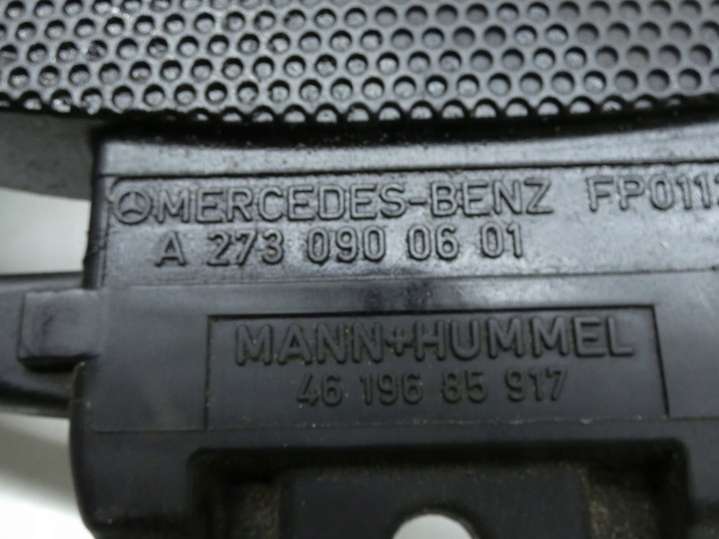 MERCEDES-BENZ
A 273 090 06 01
MANN+HUMMEL
46 196 85 917